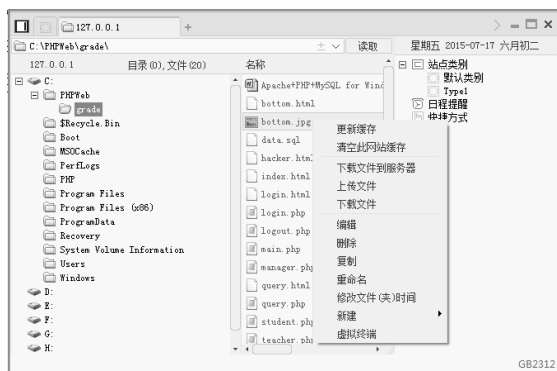 127.0.0.1
C:\PHPWeb\grade\
读取
星期五 2015-07-17 六月初二
127.0.0.1
目录(0),文件(20)
名称
C:
PHPWeb
grade
$Recycle.Bin
Boot
MSOCache
PerfLogs
PHP
Program Files
Program Files (x86)
ProgramData
Recovery
System Volume Information
Users
Windows
D:
E:
F:
G:
H:
Apache+PHP+MySQL for Wind
bottom.html
bottom.jpg
data.sql
hacker.htm
index.html
login.html
login.php
logout.php
main.php
manager.php
query.html
query.php
student.php
teacher.php
更新缓存
清空此网站缓存
下载文件到服务器
上传文件
下载文件
编辑
删除
复制
重命名
修改文件(夹)时间
新建
虚拟终端
站点类别
默认类别
Type1
日程提醒
快捷方式
GB2312